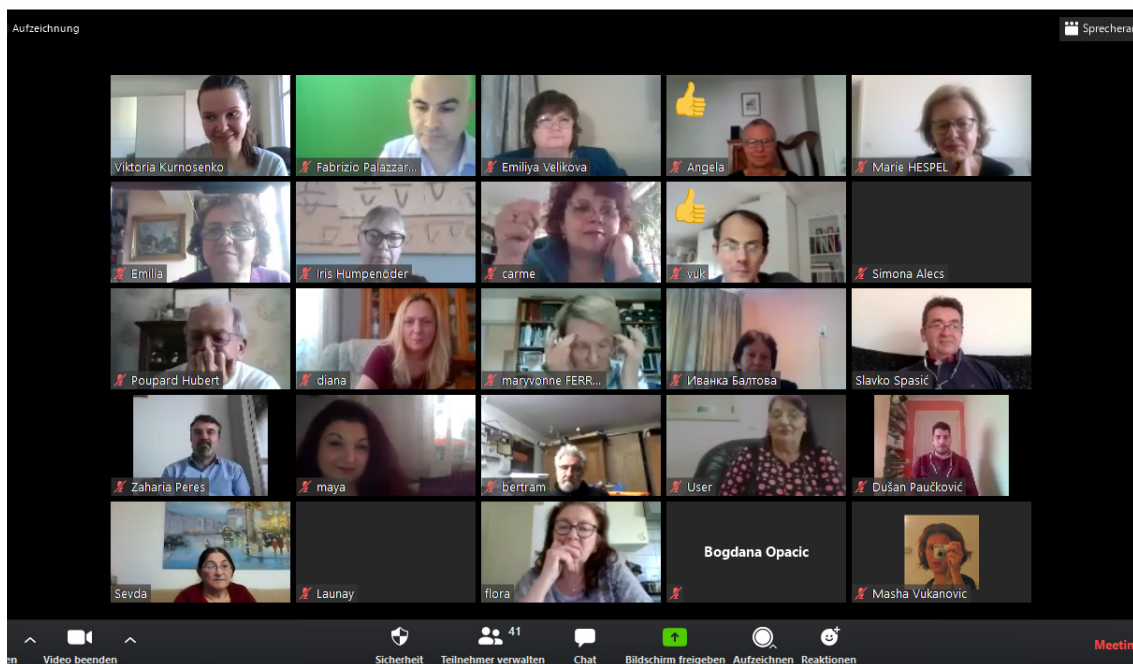 Aufzeichnung
Sprecheran
Viktoria Kurnosenko
Fabrizio Palazzar...
Emiliya Velikova
Angela
Marie HESPEL
Emilia
Iris Humpenöder
carme
vuk
Simona Alecs
Poupard Hubert
diana
maryvonne FERR...
Иванка Балтова
Slavko Spasić
Zaharia Peres
maya
bertram
User
Dušan Paučković
Sevda
Launay
flora
Bogdana Opacic
Masha Vukanovic
41
en
Video beenden
Sicherheit
Teilnehmer verwalten
Chat
Bildschirm freigeben
Aufzeichnen
Reaktionen
Meetin